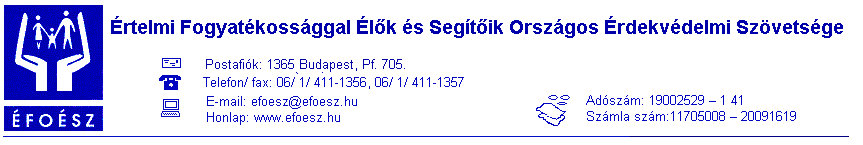 Értelmi Fogyatékossággal Élők és Segítőik Országos Érdekvédelmi Szövetsége
Postafiók: 1365 Budapest, Pf. 705.
Telefon/ fax: 06/ 1/ 411-1356, 06/ 1/ 411-1357
E-mail: efoesz@efoesz.hu
Honlap: www.efoesz.hu
Adószám: 19002529 – 1 41
Számla szám:11705008 – 20091619
ÉFOÉSZ